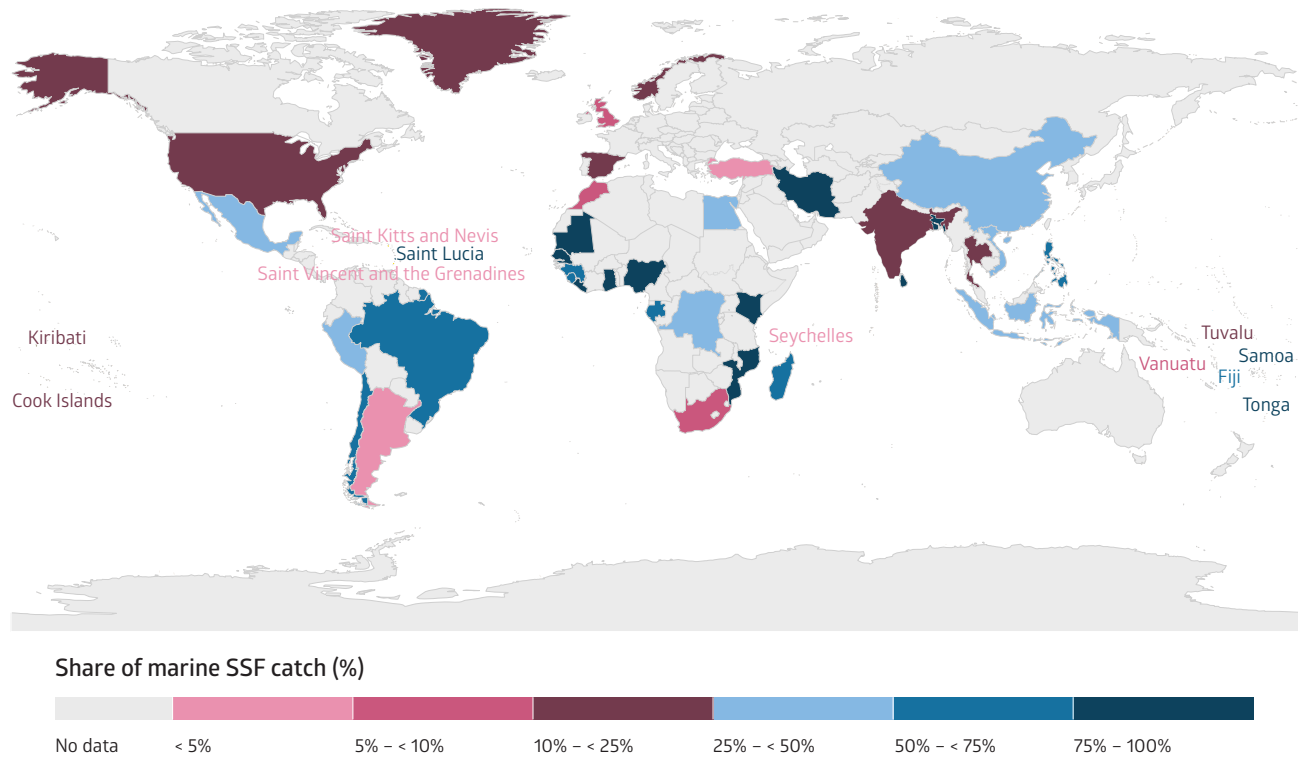 Saint Kitts and Nevis
Saint Lucia
Saint Vincent and the Grenadines
Kiribati
Cook Islands
Seychelles
Tuvalu
Samoa
Vanuatu
Fiji
Tonga
Share of marine SSF catch (%)
No data
< 5%
5% – < 10%
10% – < 25%
25% – < 50%
50% – < 75%
75% – 100%